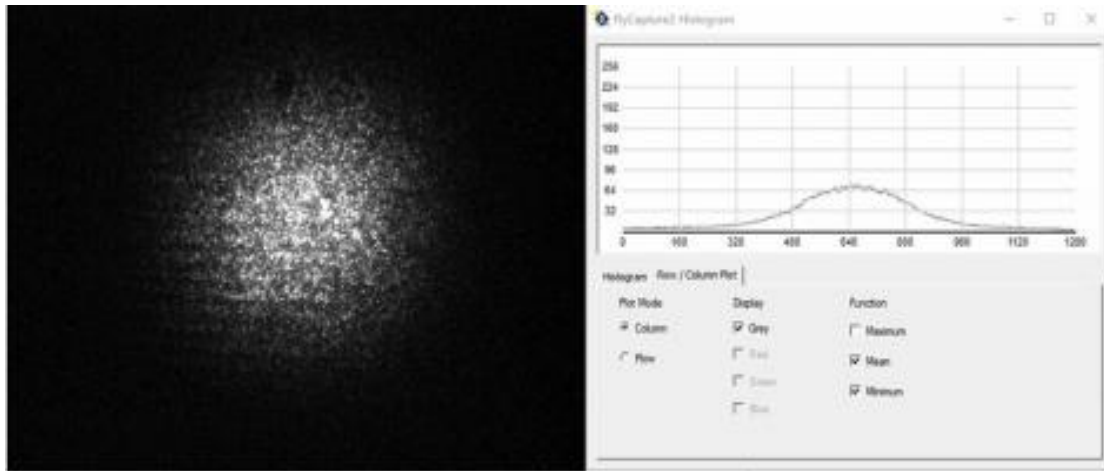 FlyCapture2 Histogram
256
224
192
160
128
96
64
32
0 160 320 480 640 800 960 1120 1280
Histogram Row / Column Plot
Plot Mode Display Function
Column Grey Maximum
Row Red Mean
Green Minimum
Blue